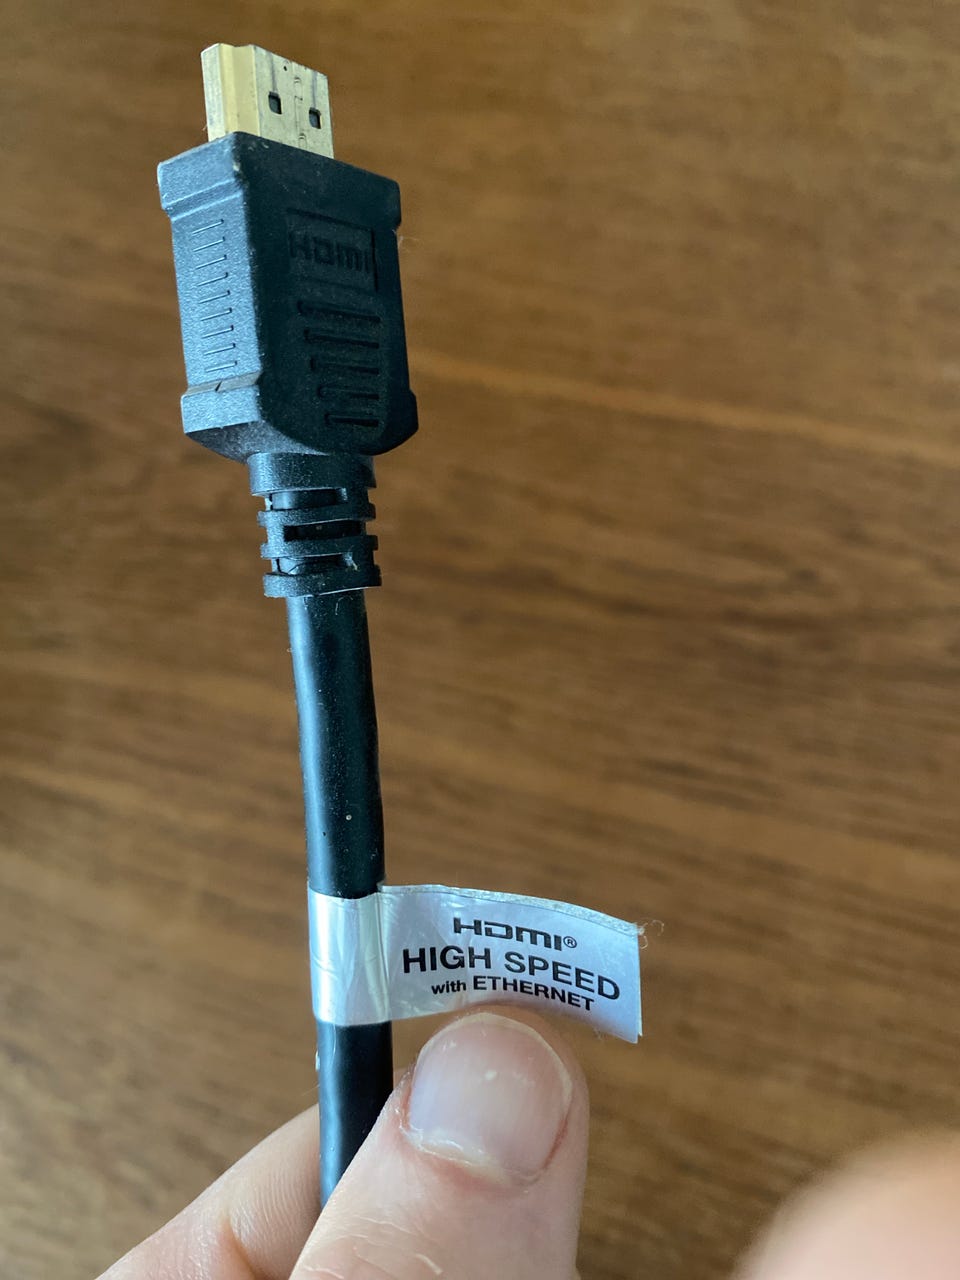 HDMI
HDMI®
HIGH SPEED
with ETHERNET